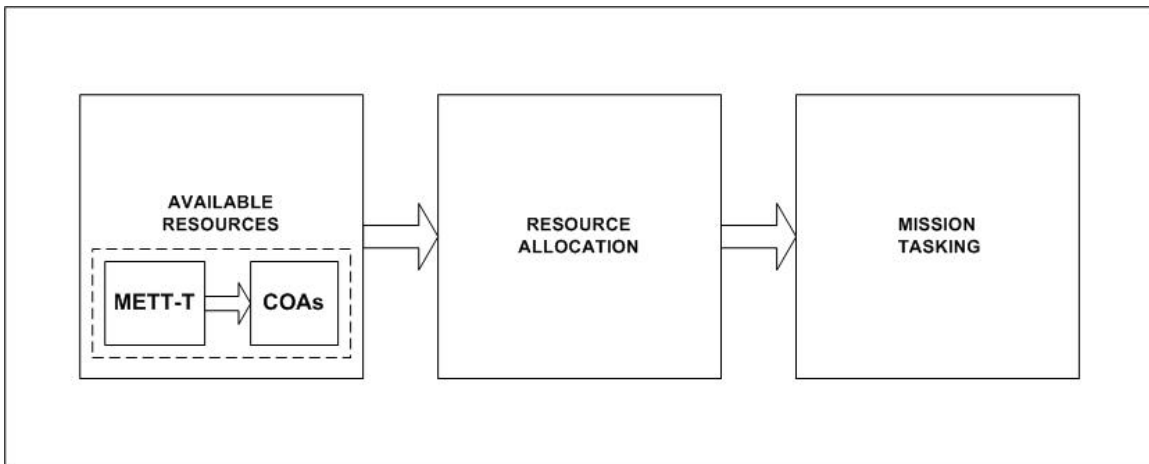 AVAILABLE
RESOURCES
METT-T
COAs
RESOURCE
ALLOCATION
MISSION
TASKING